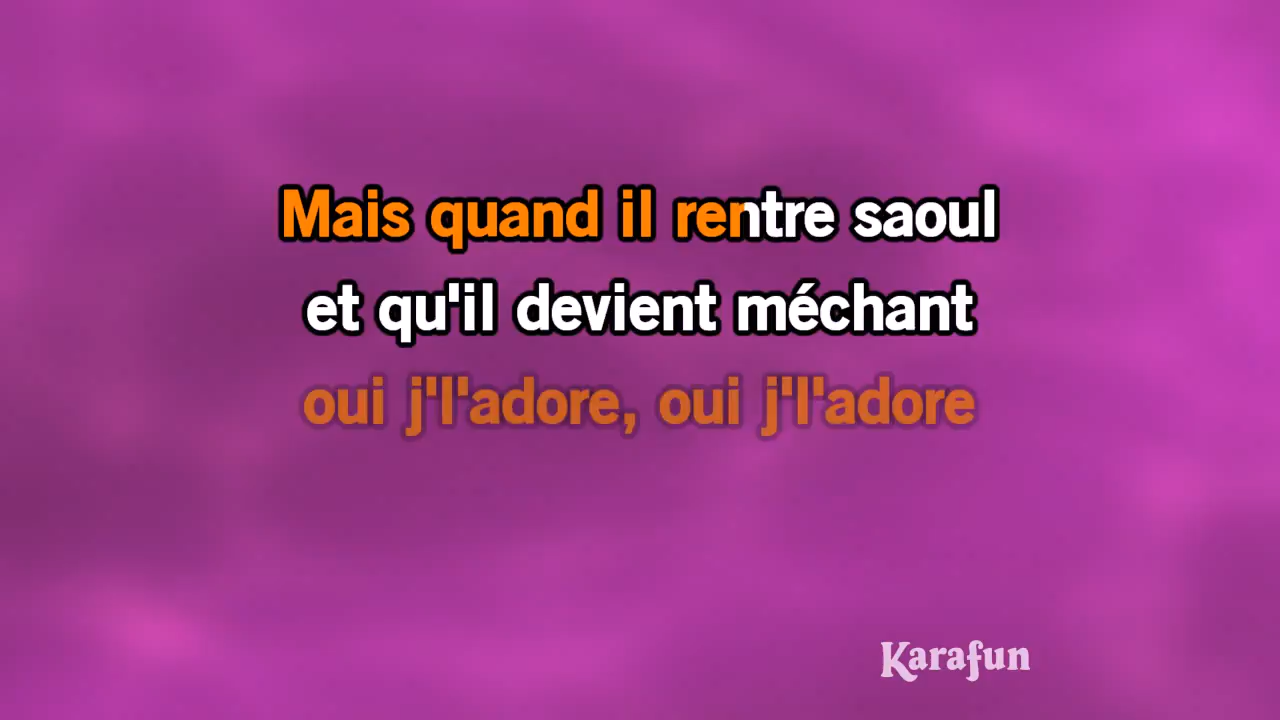 Mais quand il rentre saoul
et qu'il devient méchant
oui j'l'adore, oui j'l'adore
Karafun